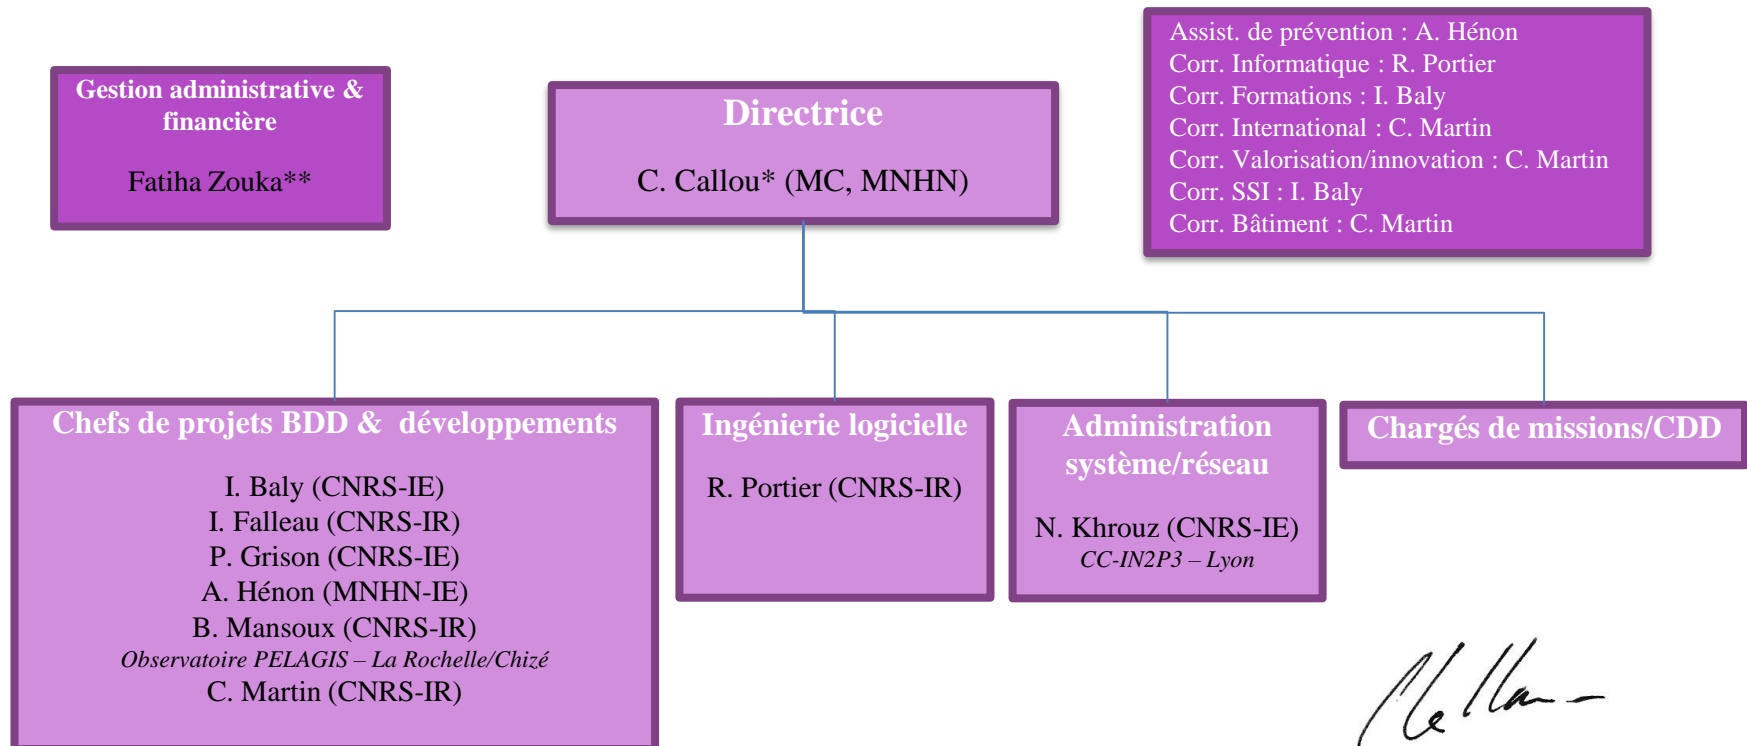 Gestion administrative &
financière
Fatiha Zouka**
Directrice
C. Callou* (MC, MNHN)
Assist. de prévention : A. Hénon
Corr. Informatique : R. Portier
Corr. Formations : I. Baly
Corr. International : C. Martin
Corr. Valorisation/innovation : C. Martin
Corr. SSI : I. Baly
Corr. Bâtiment : C. Martin
Chefs de projets BDD &  développements
I. Baly (CNRS-IE)
I. Falleau (CNRS-IR)
P. Grison (CNRS-IE)
A. Hénon (MNHN-IE)
B. Mansoux (CNRS-IR)
Observatoire PELAGIS – La Rochelle/Chizé
C. Martin (CNRS-IR)
Ingénierie logicielle
R. Portier (CNRS-IR)
Administration
système/réseau
N. Khrouz (CNRS-IE)
CC-IN2P3 – Lyon
Chargés de missions/CDD